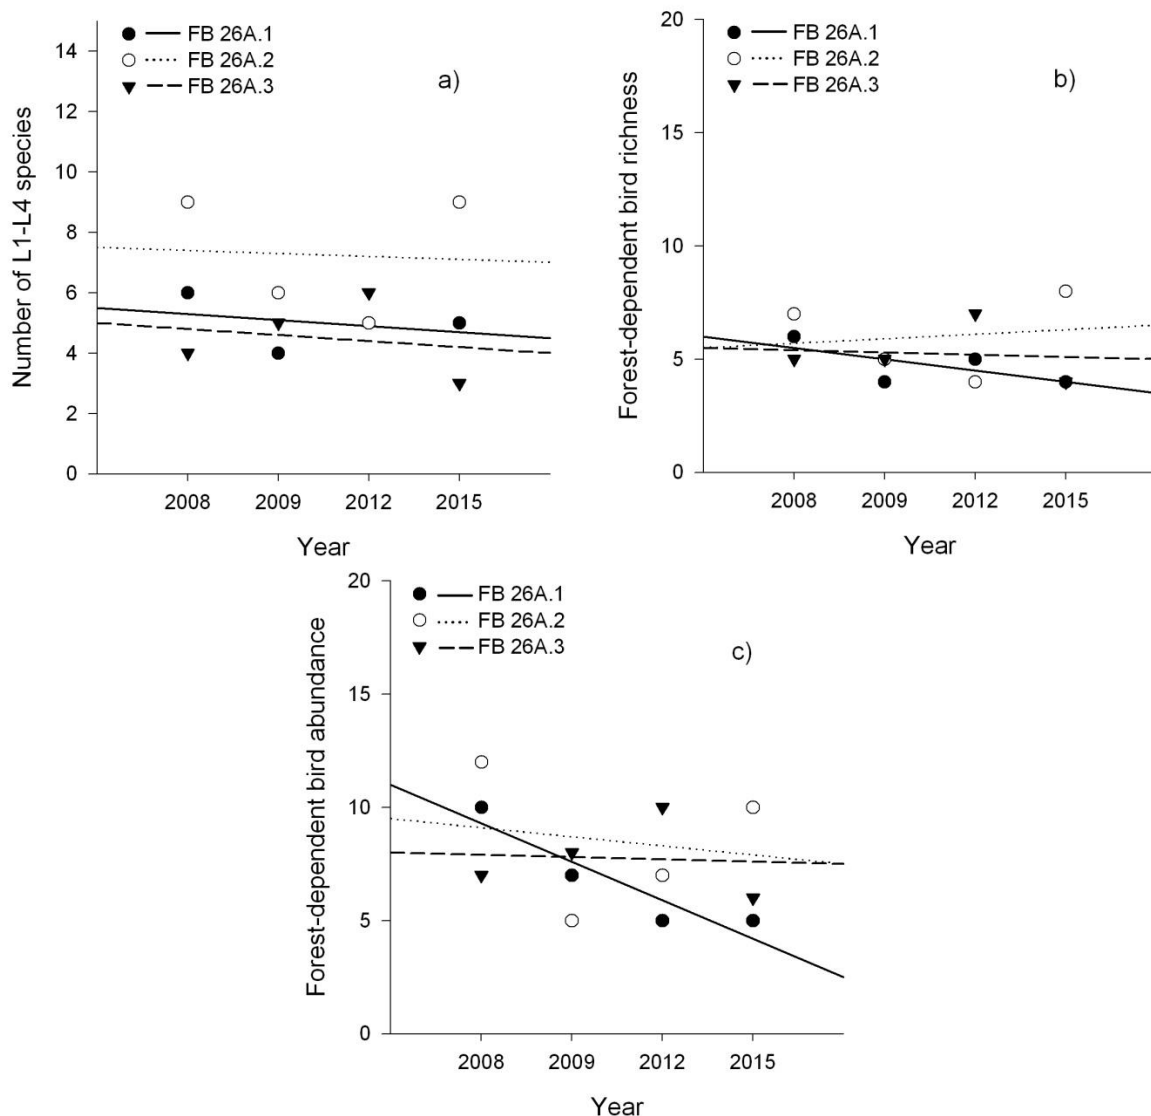 FB 26A.1
FB 26A.2
FB 26A.3
a)
Number of L1-L4 species
14
12
10
8
6
4
2
0
2008 2009 2012 2015
Year
FB 26A.1
FB 26A.2
FB 26A.3
b)
Forest-dependent bird richness
20
15
10
5
0
2008 2009 2012 2015
Year
FB 26A.1
FB 26A.2
FB 26A.3
c)
Forest-dependent bird abundance
20
15
10
5
0
2008 2009 2012 2015
Year